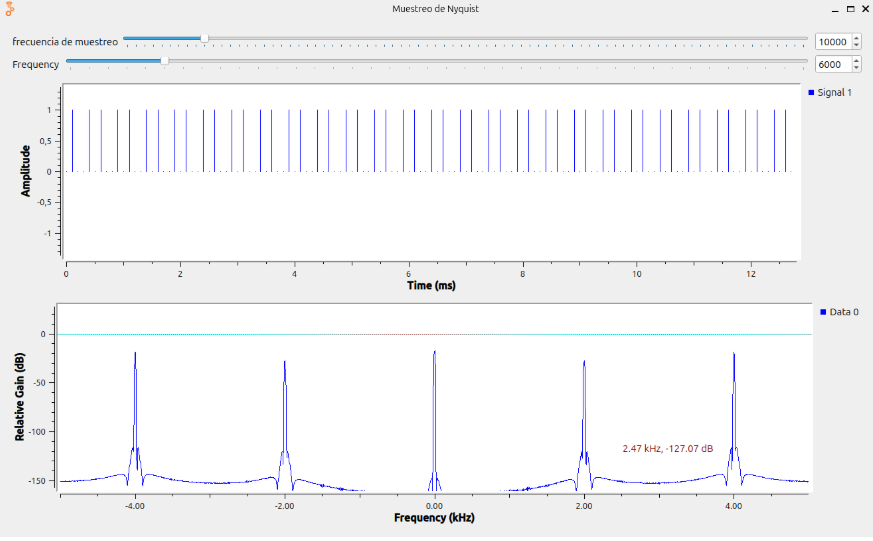 Muestreo de Nyquist
frecuencia de muestreo 10000
Frequency 6000
Signal 1
Amplitude
1
0,5
0
-0,5
-1
0 2 4 6 8 10 12
Time (ms)
Data 0
Relative Gain (dB)
0
-50
-100
-150
2.47 kHz, -127.07 dB
-4.00 -2.00 0.00 2.00 4.00
Frequency (kHz)